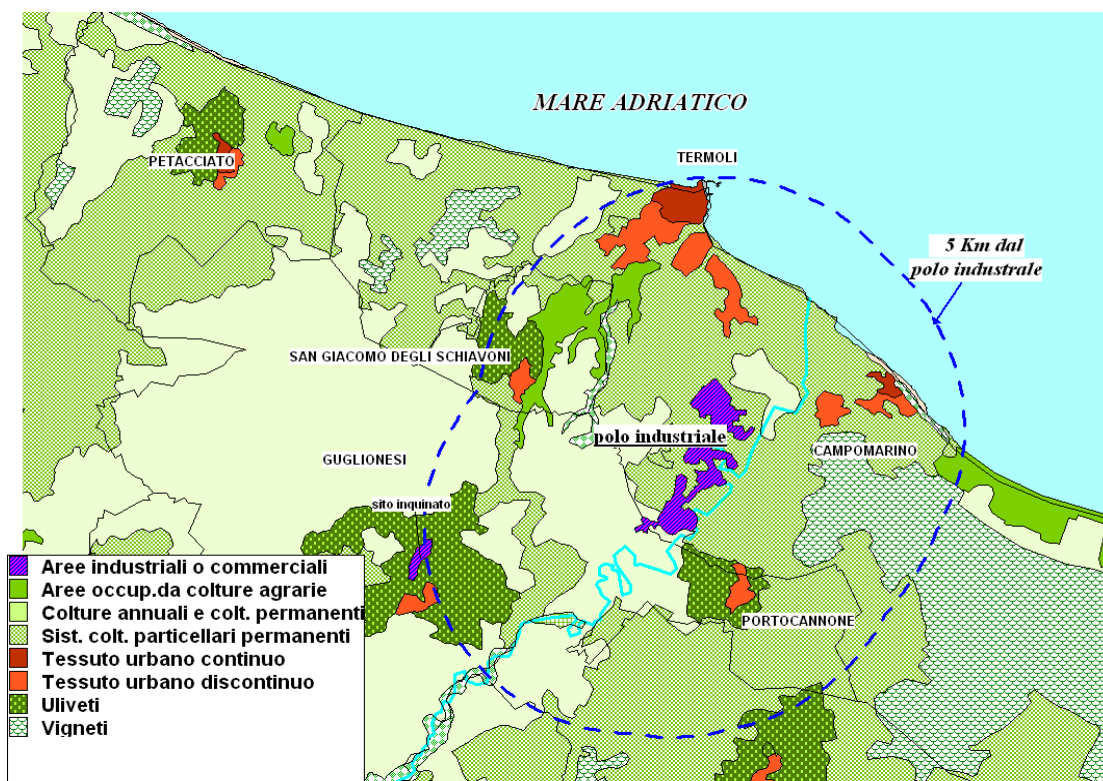 MARE ADRIATICO
TERMOLI
PETACCIATO
5 Km dal
polo industrale
SAN GIACOMO DEGLI SCHIAVONI
polo industriale
GUGLIONESI
CAMPOMARINO
sito inquinato
PORTOCANNONE
Aree industriali o commerciali
Aree occup.da colture agrarie
Colture annuali e colt. permanenti
Sist. colt. particellari permanenti
Tessuto urbano continuo
Tessuto urbano discontinuo
Uliveti
Vigneti